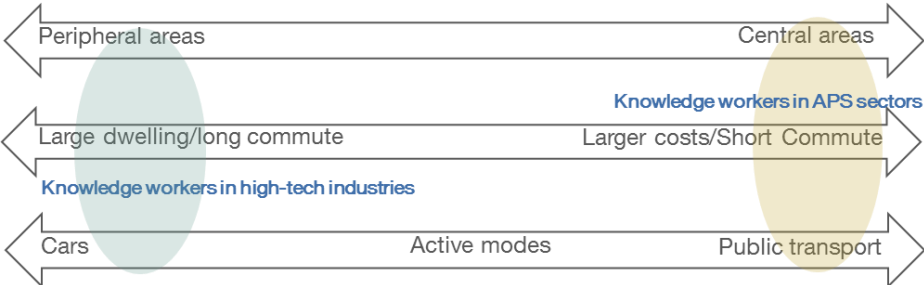 Peripheral areas Central areas
Knowledge workers in APS sectors
Large dwelling/long commute Larger costs/Short Commute
Knowledge workers in high-tech industries
Cars Active modes Public transport